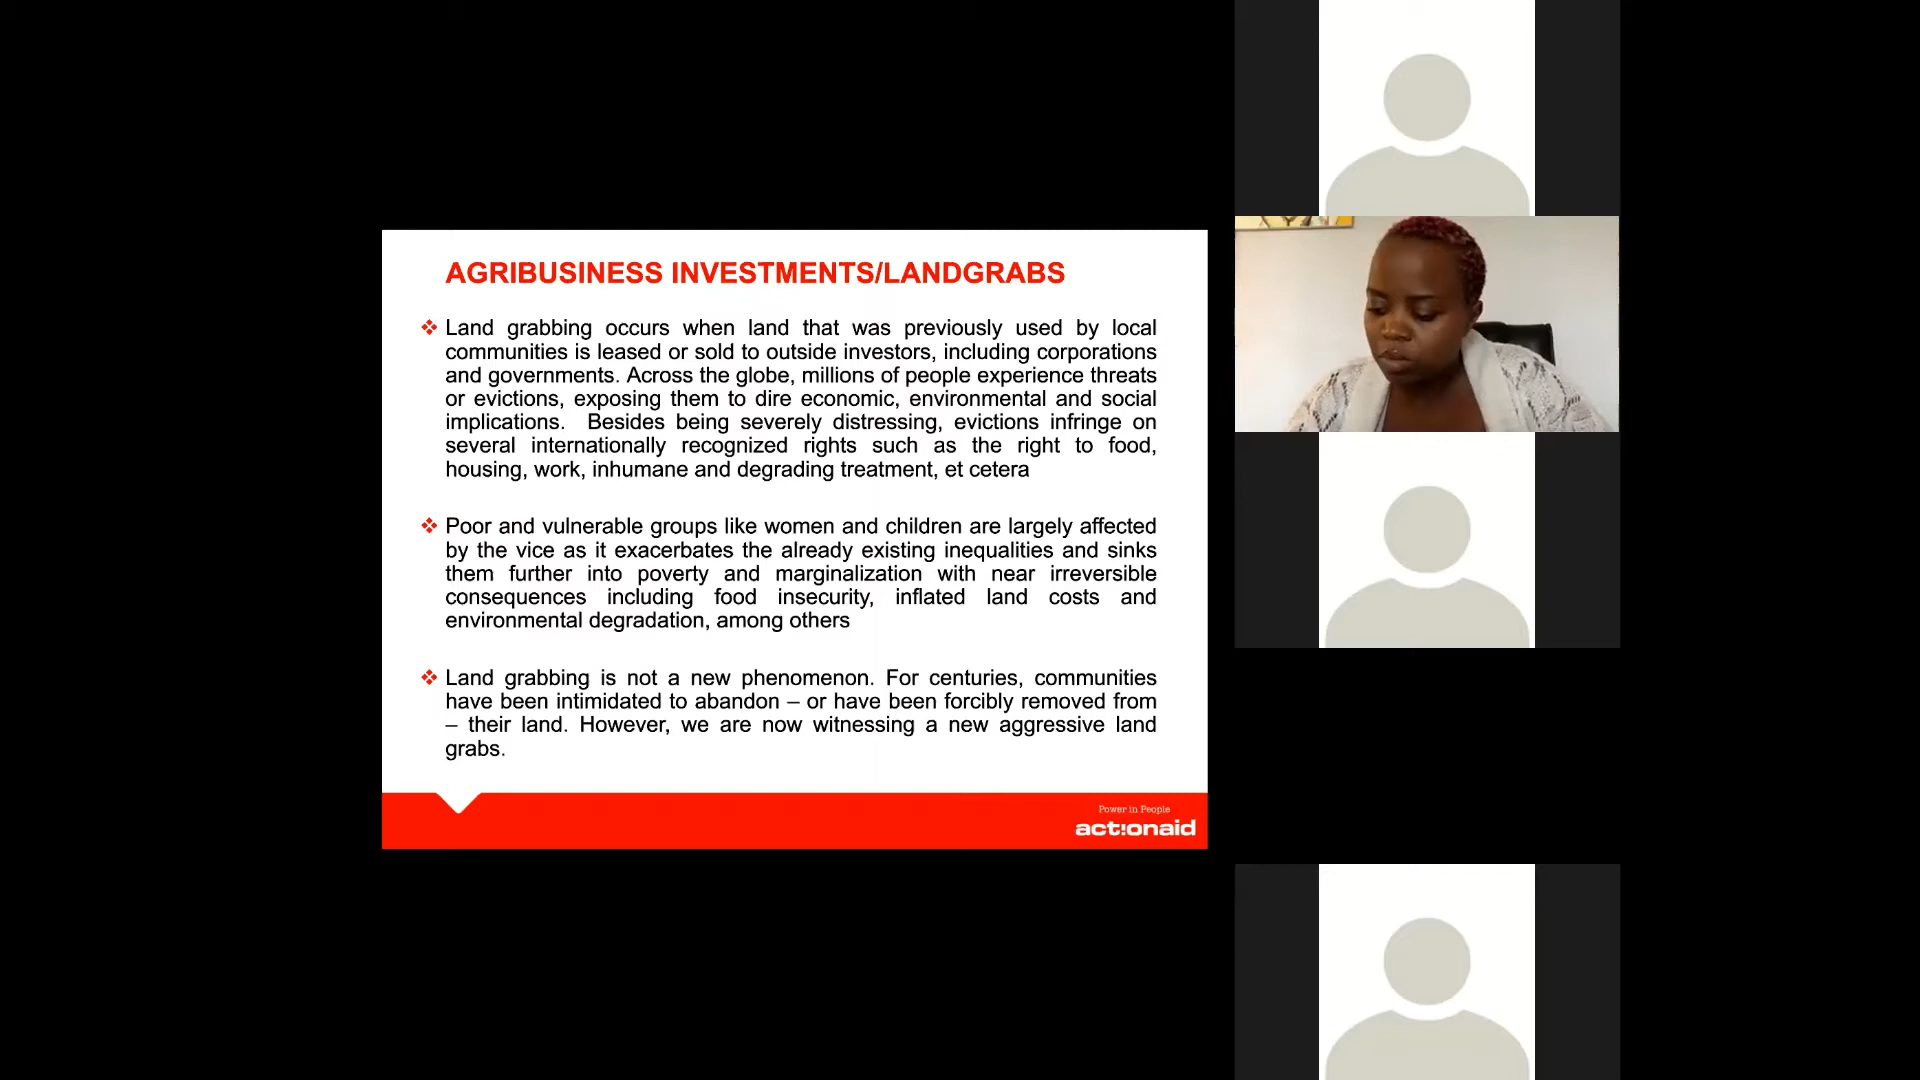 AGRIBUSINESS INVESTMENTS/LANDGRABS
❖ Land grabbing occurs when land that was previously used by local
communities is leased or sold to outside investors, including corporations
and governments. Across the globe, millions of people experience threats
or evictions, exposing them to dire economic, environmental and social
implications. Besides being severely distressing, evictions infringe on
several internationally recognized rights such as the right to food,
housing, work, inhumane and degrading treatment, et cetera
❖ Poor and vulnerable groups like women and children are largely affected
by the vice as it exacerbates the already existing inequalities and sinks
them further into poverty and marginalization with near irreversible
consequences including food insecurity, inflated land costs and
environmental degradation, among others
❖ Land grabbing is not a new phenomenon. For centuries, communities
have been intimidated to abandon – or have been forcibly removed from
– their land. However, we are now witnessing a new aggressive land
grabs.
Power in People
act:onaid